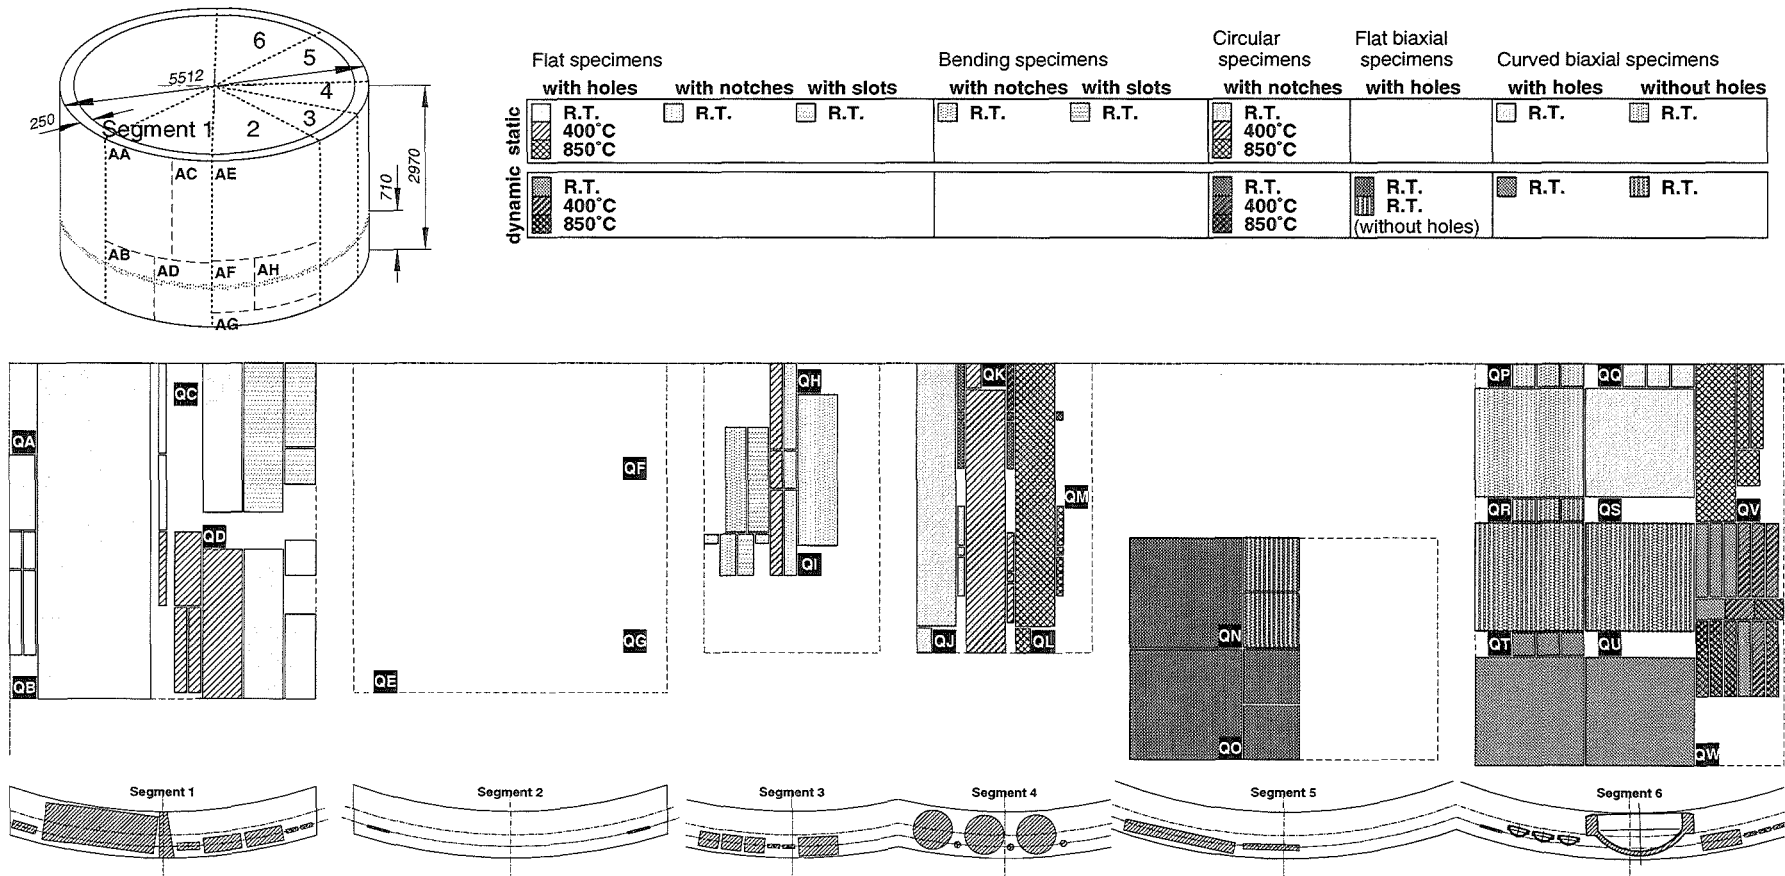 6
5
5512
4
3
250
Segment 1
2
AA
AC
AE
710
2970
AB
AD
AF
AH
AG
Flat specimens
Bending specimens
Circular specimens
Flat biaxial specimens
Curved biaxial specimens
with holes
with notches
with slots
with notches
with slots
with notches
with holes
with holes
without holes
static
R.T.
R.T.
R.T.
R.T.
R.T.
R.T.
R.T.
R.T.
400°C
400°C
850°C
850°C
dynamic
R.T.
R.T.
R.T.
R.T.
R.T.
400°C
400°C
R.T.
850°C
850°C
(without holes)
QA
QB
QC
QD
QE
QF
QG
QH
QI
QJ
QK
QL
QM
QN
QO
QP
QQ
QR
QS
QT
QU
QV
QW
Segment 1
Segment 2
Segment 3
Segment 4
Segment 5
Segment 6